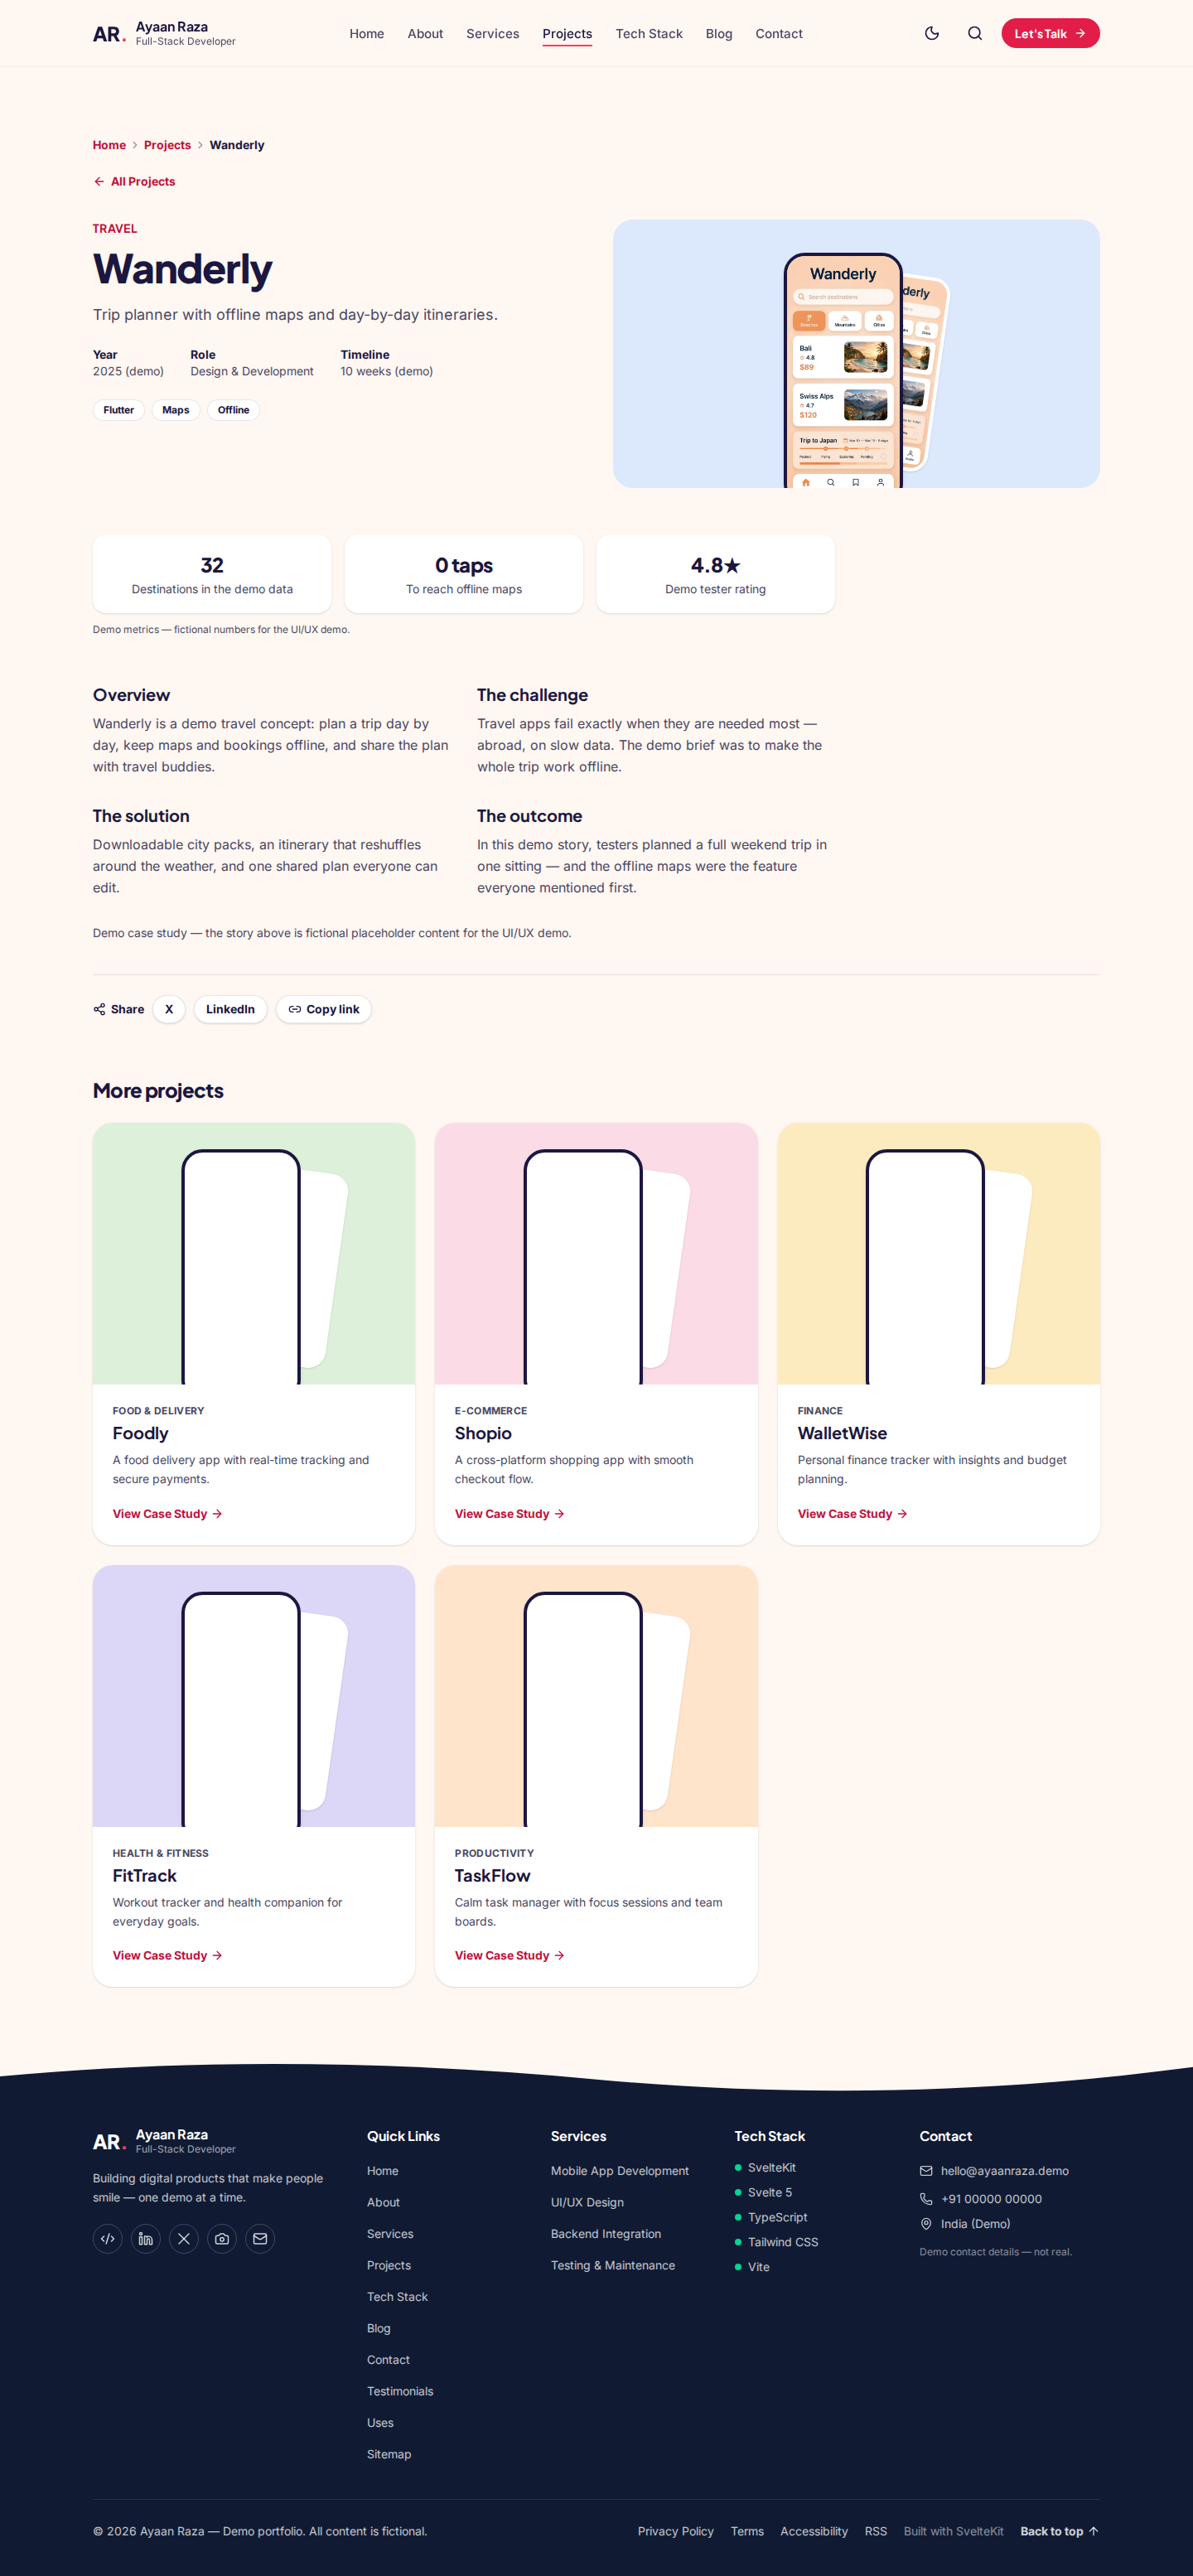 AR.
Ayaan Raza
Full-Stack Developer
Home
About
Services
Projects
Tech Stack
Blog
Contact
Let's Talk
Home > Projects > Wanderly
All Projects
TRAVEL
Wanderly
Trip planner with offline maps and day-by-day itineraries.
Year
2025 (demo)
Role
Design & Development
Timeline
10 weeks (demo)
Flutter
Maps
Offline
Wanderly
Search destinations
Beaches
Mountains
Cities
Bali
4.8
$89
Swiss Alps
4.7
$120
Trip to Japan
derly
32
Destinations in the demo data
0 taps
To reach offline maps
4.8★
Demo tester rating
Demo metrics — fictional numbers for the UI/UX demo.
Overview
Wanderly is a demo travel concept: plan a trip day by
day, keep maps and bookings offline, and share the plan
with travel buddies.
The challenge
Travel apps fail exactly when they are needed most —
abroad, on slow data. The demo brief was to make the
whole trip work offline.
The solution
Downloadable city packs, an itinerary that reshuffles
around the weather, and one shared plan everyone can
edit.
The outcome
In this demo story, testers planned a full weekend trip in
one sitting — and the offline maps were the feature
everyone mentioned first.
Demo case study — the story above is fictional placeholder content for the UI/UX demo.
Share
X
LinkedIn
Copy link
More projects
FOOD & DELIVERY
Foodly
A food delivery app with real-time tracking and
secure payments.
View Case Study
E-COMMERCE
Shopio
A cross-platform shopping app with smooth
checkout flow.
View Case Study
FINANCE
WalletWise
Personal finance tracker with insights and budget
planning.
View Case Study
HEALTH & FITNESS
FitTrack
Workout tracker and health companion for
everyday goals.
View Case Study
PRODUCTIVITY
TaskFlow
Calm task manager with focus sessions and team
boards.
View Case Study
AR.
Ayaan Raza
Full-Stack Developer
Building digital products that make people
smile — one demo at a time.
Quick Links
Home
About
Services
Projects
Tech Stack
Blog
Contact
Testimonials
Uses
Sitemap
Services
Mobile App Development
UI/UX Design
Backend Integration
Testing & Maintenance
Tech Stack
SvelteKit
Svelte 5
TypeScript
Tailwind CSS
Vite
Contact
hello@ayaanraza.demo
+91 00000 00000
India (Demo)
Demo contact details — not real.
© 2026 Ayaan Raza — Demo portfolio. All content is fictional.
Privacy Policy
Terms
Accessibility
RSS
Built with SvelteKit
Back to top